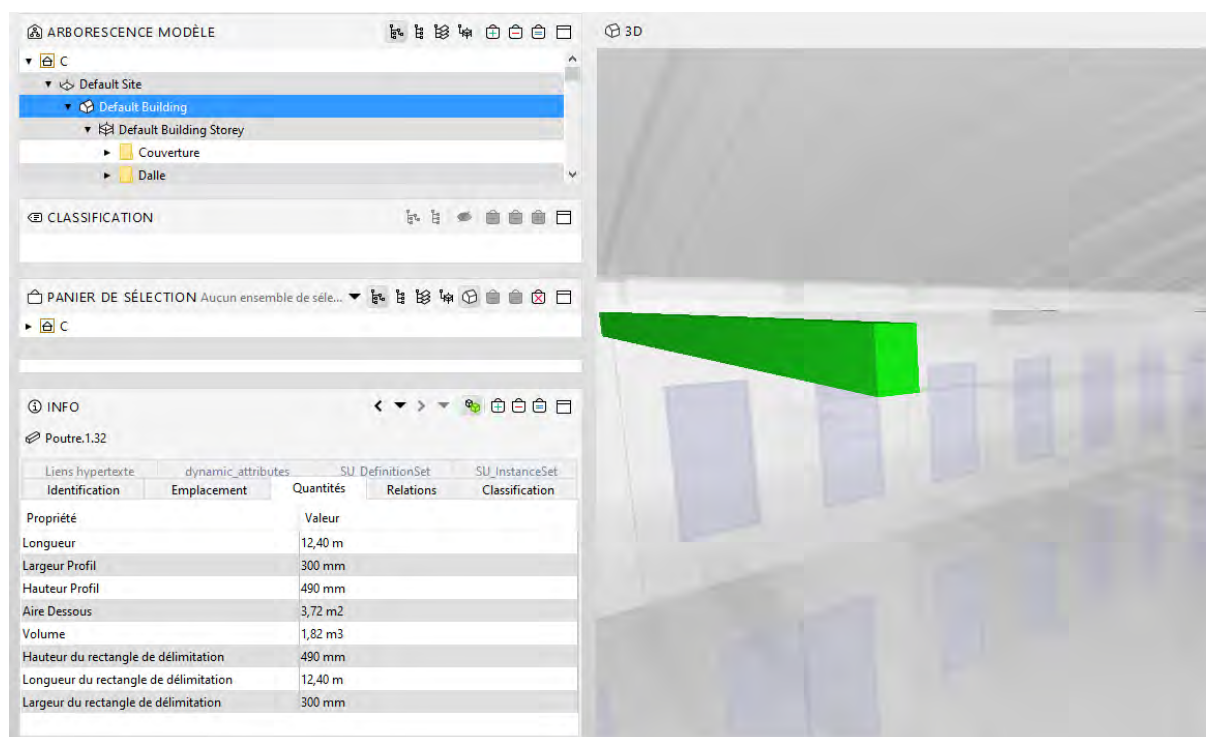 ARBORESCENCE MODÈLE
C
Default Site
Default Building
Default Building Storey
Couverture
Dalle
CLASSIFICATION
PANIER DE SÉLECTION Aucun ensemble de séle...
C
INFO
Poutre.1.32
Liens hypertexte dynamic_attributes SU_DefinitionSet SU_InstanceSet
Identification Emplacement Quantités Relations Classification
Propriété Valeur
Longueur 12,40 m
Largeur Profil 300 mm
Hauteur Profil 490 mm
Aire Dessous 3,72 m2
Volume 1,82 m3
Hauteur du rectangle de délimitation 490 mm
Longueur du rectangle de délimitation 12,40 m
Largeur du rectangle de délimitation 300 mm
3D